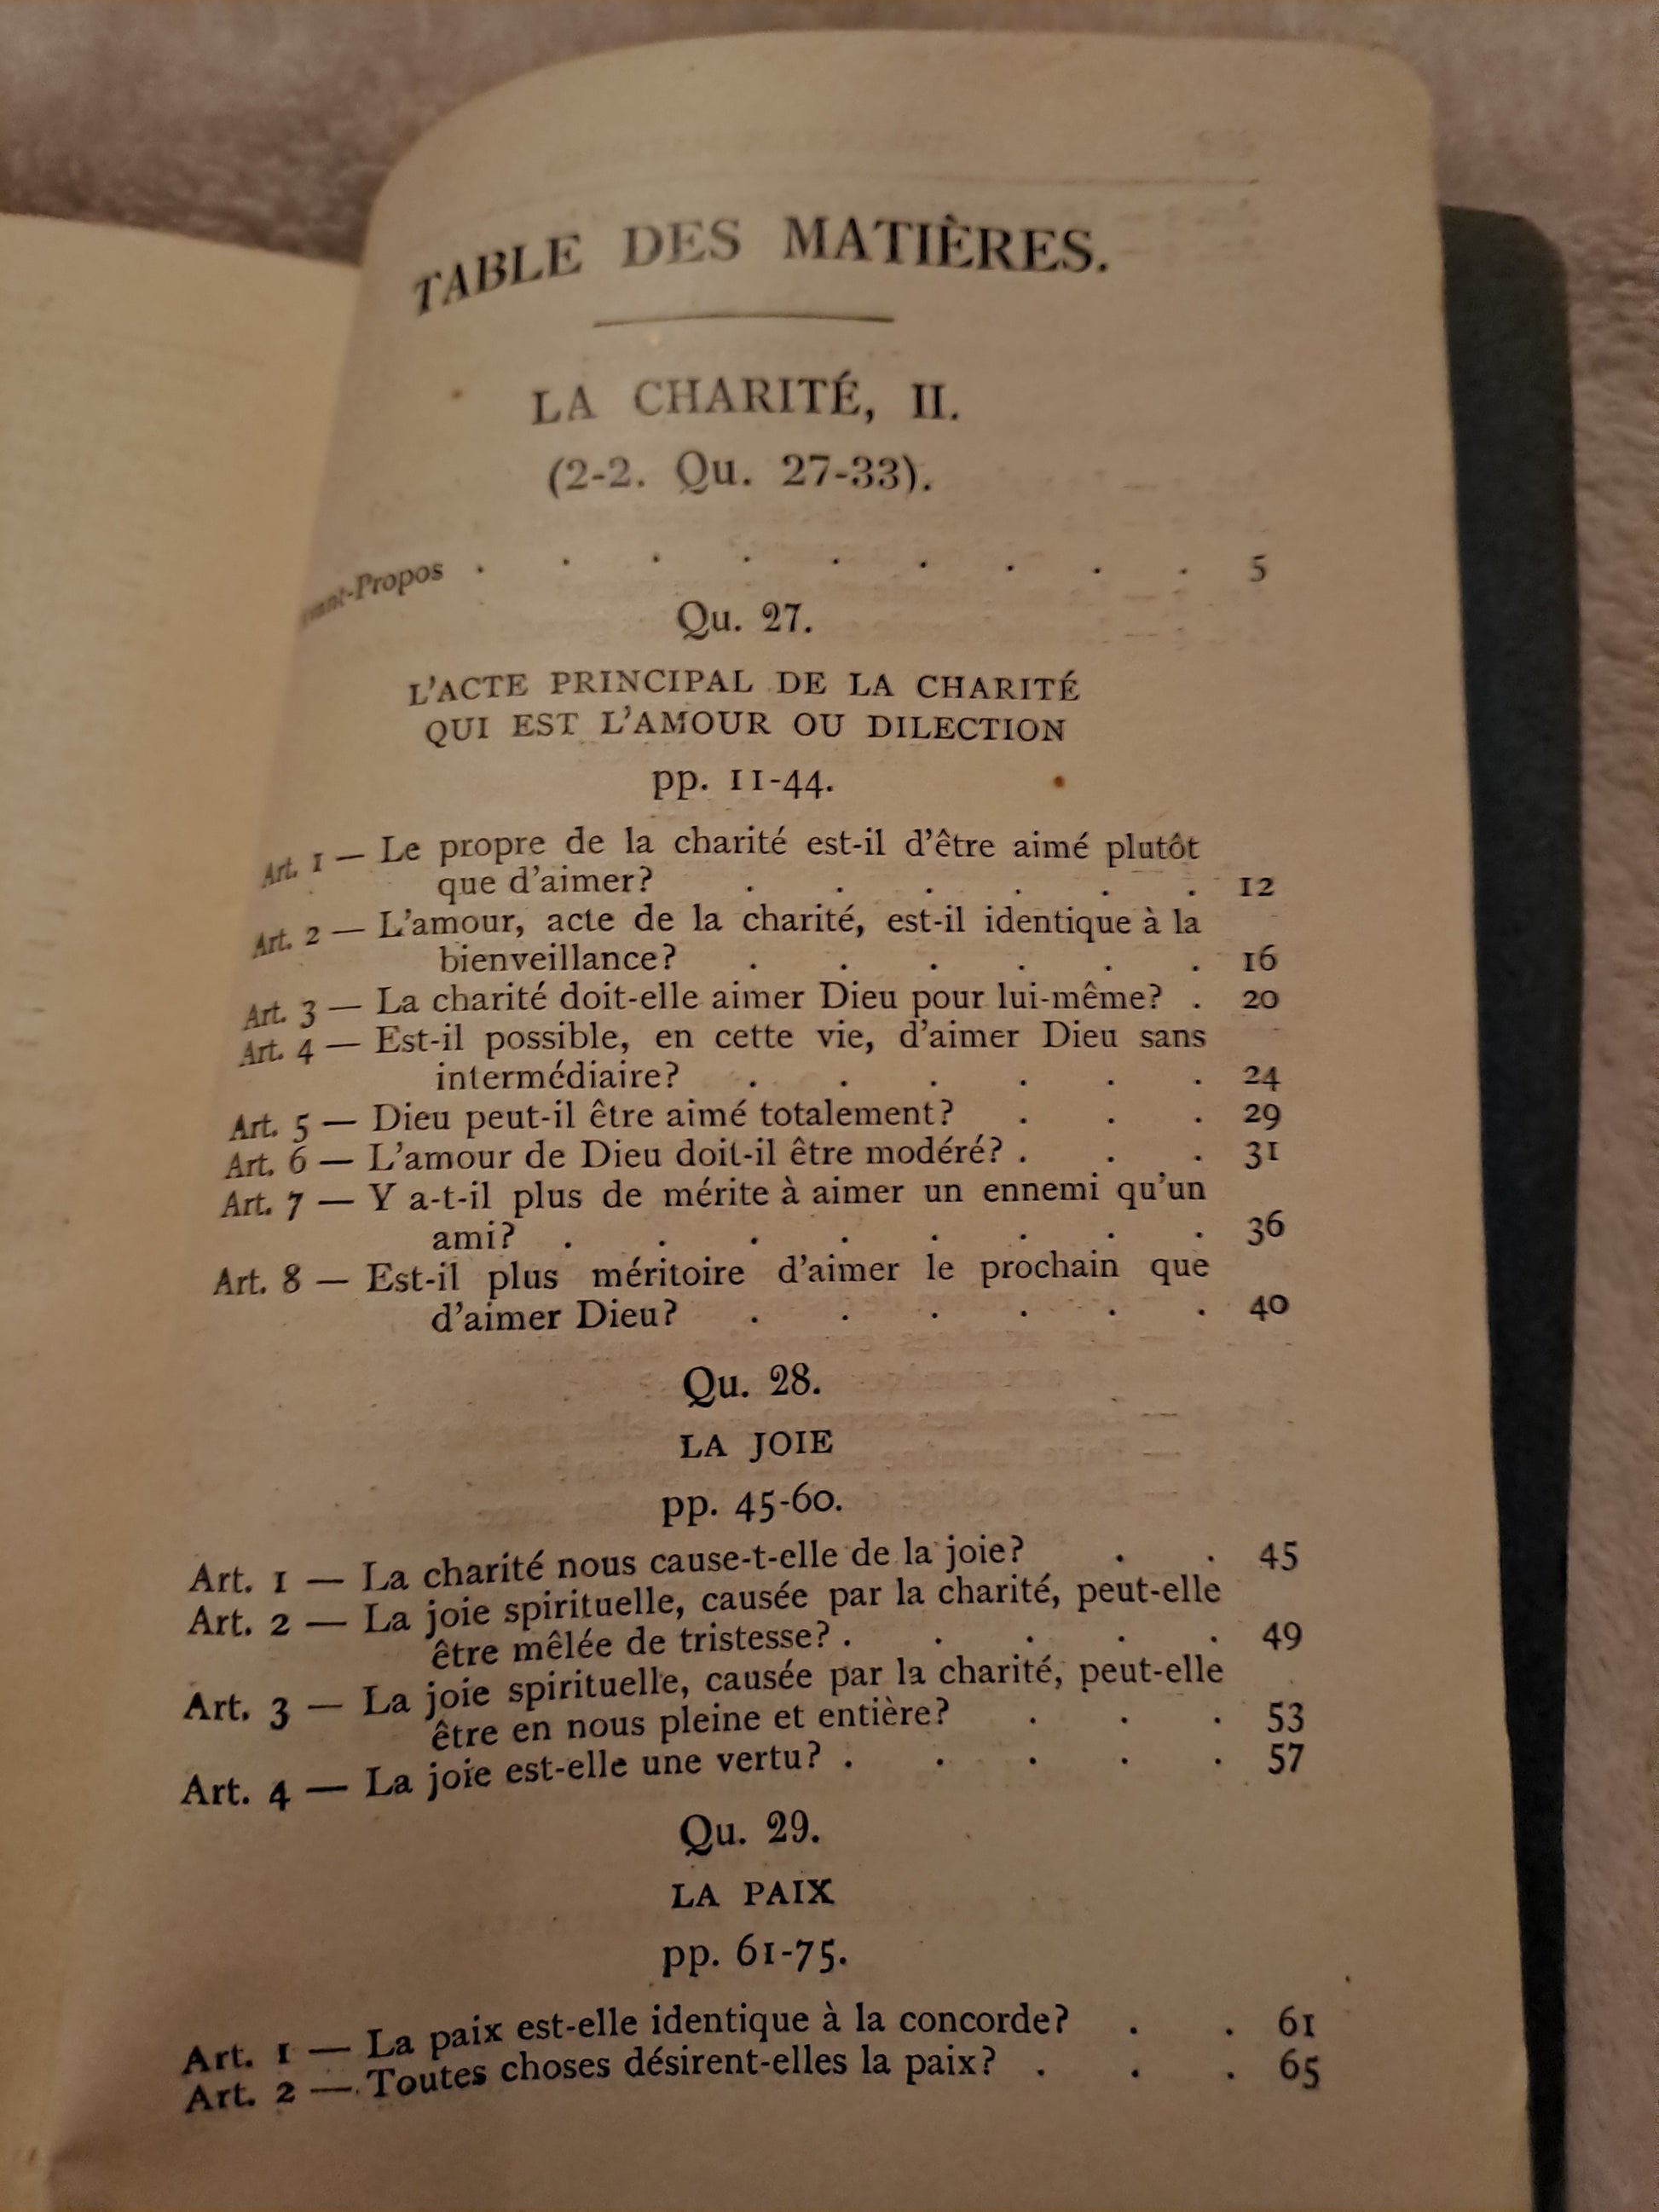 TABLE DES MATIÈRES.
LA CHARITÉ, II.
(2-2. Qu. 27-33).
Avant-Propos . . . . . . . . . 5
Qu. 27.
L'ACTE PRINCIPAL DE LA CHARITÉ
QUI EST L'AMOUR OU DILECTION
pp. 11-44.
Art. 1 — Le propre de la charité est-il d'être aimé plutôt
que d'aimer? . . . . . . 12
Art. 2 — L'amour, acte de la charité, est-il identique à la
bienveillance? . . . . . . 16
Art. 3 — La charité doit-elle aimer Dieu pour lui-même? . 20
Art. 4 — Est-il possible, en cette vie, d'aimer Dieu sans
intermédiaire? . . . . . . 24
Art. 5 — Dieu peut-il être aimé totalement? . . . 29
Art. 6 — L'amour de Dieu doit-il être modéré? . . . 31
Art. 7 — Y a-t-il plus de mérite à aimer un ennemi qu'un
ami? . . . . . . . . 36
Art. 8 — Est-il plus méritoire d'aimer le prochain que
d'aimer Dieu? . . . . . . 40
Qu. 28.
LA JOIE
pp. 45-60.
Art. 1 — La charité nous cause-t-elle de la joie? . . 45
Art. 2 — La joie spirituelle, causée par la charité, peut-elle
être mêlée de tristesse? . . . . . 49
Art. 3 — La joie spirituelle, causée par la charité, peut-elle
être en nous pleine et entière? . . . 53
Art. 4 — La joie est-elle une vertu? . . . . . 57
Qu. 29.
LA PAIX
pp. 61-75.
Art. 1 — La paix est-elle identique à la concorde? . . 61
Art. 2 — Toutes choses désirent-elles la paix? . . . 65